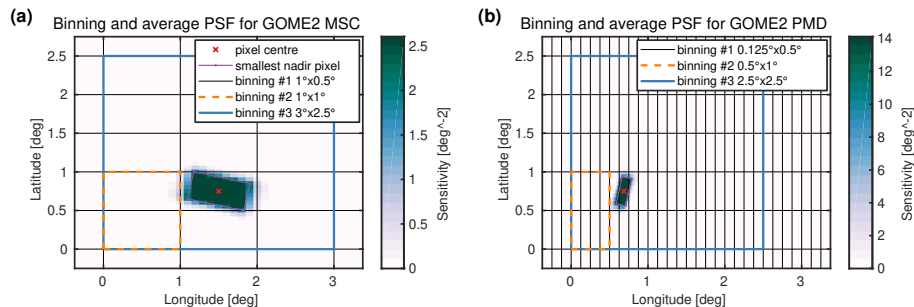 (a)
Binning and average PSF for GOME2 MSC
2.5
2
1.5
1
0.5
0
Latitude [deg]
0 1 2 3
Longitude [deg]
pixel centre
smallest nadir pixel
binning #1 1°x0.5°
binning #2 1°x1°
binning #3 3°x2.5°
2.5
2
1.5
1
0.5
0
Sensitivity [deg^-2]
(b)
Binning and average PSF for GOME2 PMD
2.5
2
1.5
1
0.5
0
Latitude [deg]
0 1 2 3
Longitude [deg]
binning #1 0.125°x0.5°
binning #2 0.5°x1°
binning #3 2.5°x2.5°
14
12
10
8
6
4
2
0
Sensitivity [deg^-2]